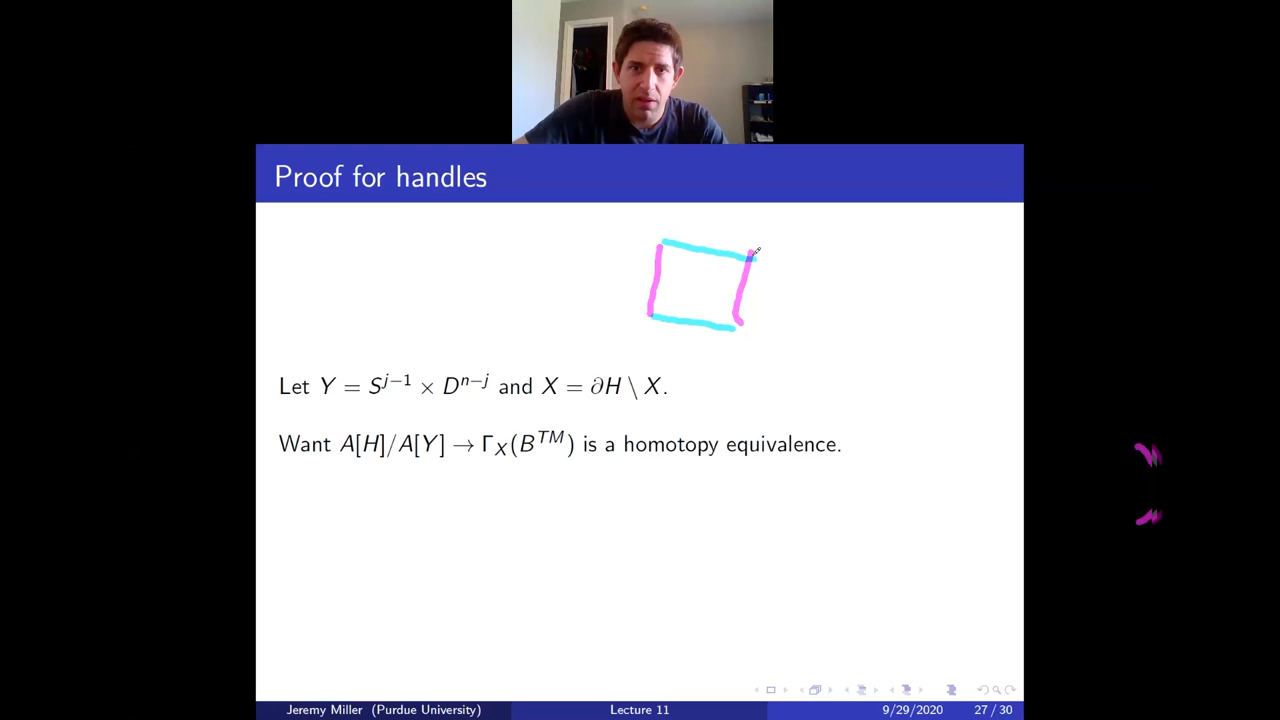 Proof for handles
Let Y = S^{j−1} × D^{n−j} and X = ∂H \ X.
Want A[H]/A[Y] → Γ_X(B^{TM}) is a homotopy equivalence.
Jeremy Miller (Purdue University) Lecture 11 9/29/2020 27 / 30